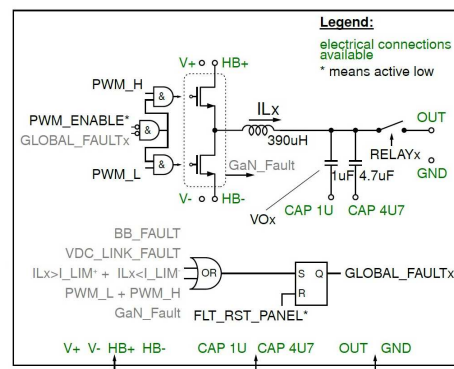 Legend:
electrical connections
available
* means active low
V+ HB+
PWM_H
&
PWM_ENABLE*
&
GLOBAL_FAULTx
&
PWM_L
ILx
390uH
GaN_Fault
OUT
RELAYx
GND
1uF 4.7uF
V- HB-
VOx
CAP 1U CAP 4U7
BB_FAULT
VDC_LINK_FAULT
ILx>I_LIM⁺ + ILx<I_LIM⁻
OR
S Q
GLOBAL_FAULTx
PWM_L + PWM_H
R
GaN_Fault
FLT_RST_PANEL*
V+ V- HB+ HB- CAP 1U CAP 4U7 OUT GND